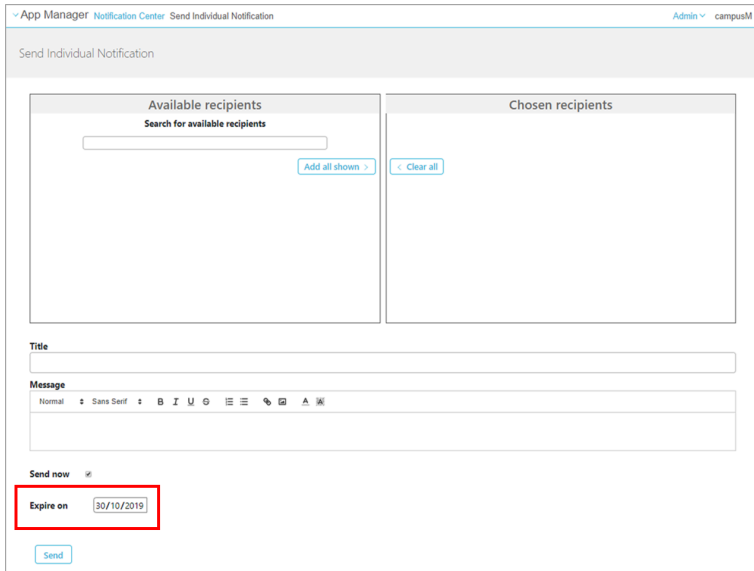 App Manager Notification Center Send Individual Notification Admin campusM
Send Individual Notification
Available recipients
Search for available recipients
Add all shown >
Chosen recipients
< Clear all
Title
Message
Normal Sans Serif B I U S A A
Send now
Expire on 30/10/2019
Send